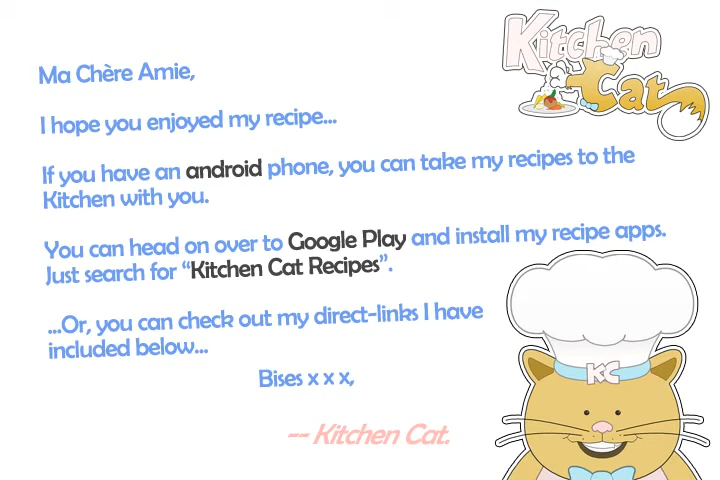 Kitchen
Cat
Ma Chère Amie,
I hope you enjoyed my recipe...
If you have an android phone, you can take my recipes to the
Kitchen with you.
You can head on over to Google Play and install my recipe apps.
Just search for “Kitchen Cat Recipes”.
...Or, you can check out my direct-links I have
included below...
Bises x x x,
-- Kitchen Cat.
KC